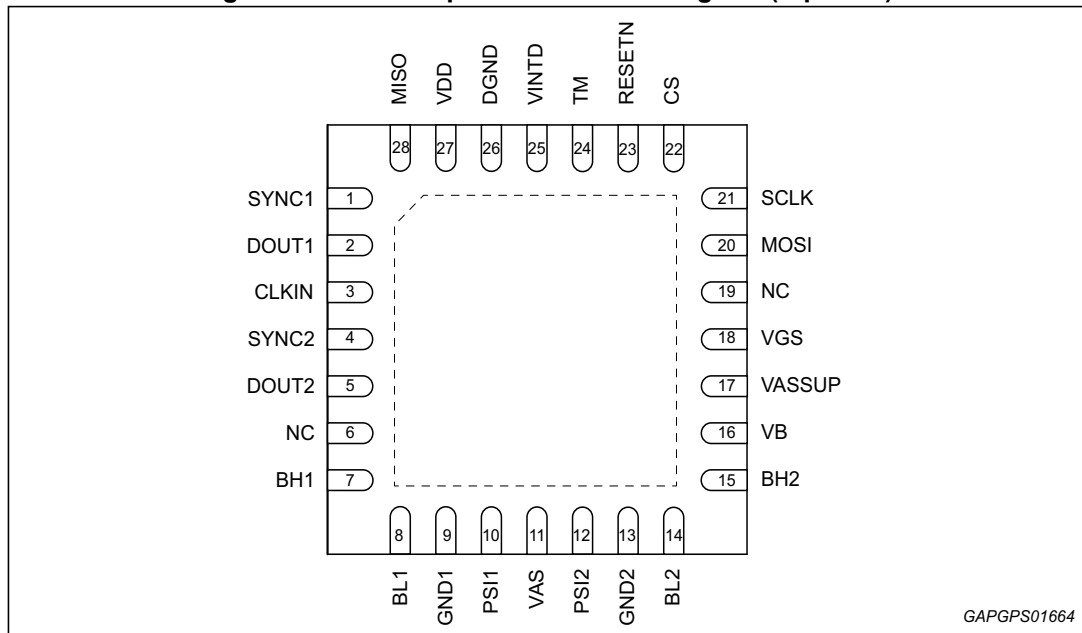 MISO
VDD
DGND
VINTD
TM
RESETN
CS
28
27
26
25
24
23
22
SYNC1 1
DOUT1 2
CLKIN 3
SYNC2 4
DOUT2 5
NC 6
BH1 7
21 SCLK
20 MOSI
19 NC
18 VGS
17 VASSUP
16 VB
15 BH2
8
9
10
11
12
13
14
BL1
GND1
PSI1
VAS
PSI2
GND2
BL2
GAPGPS01664